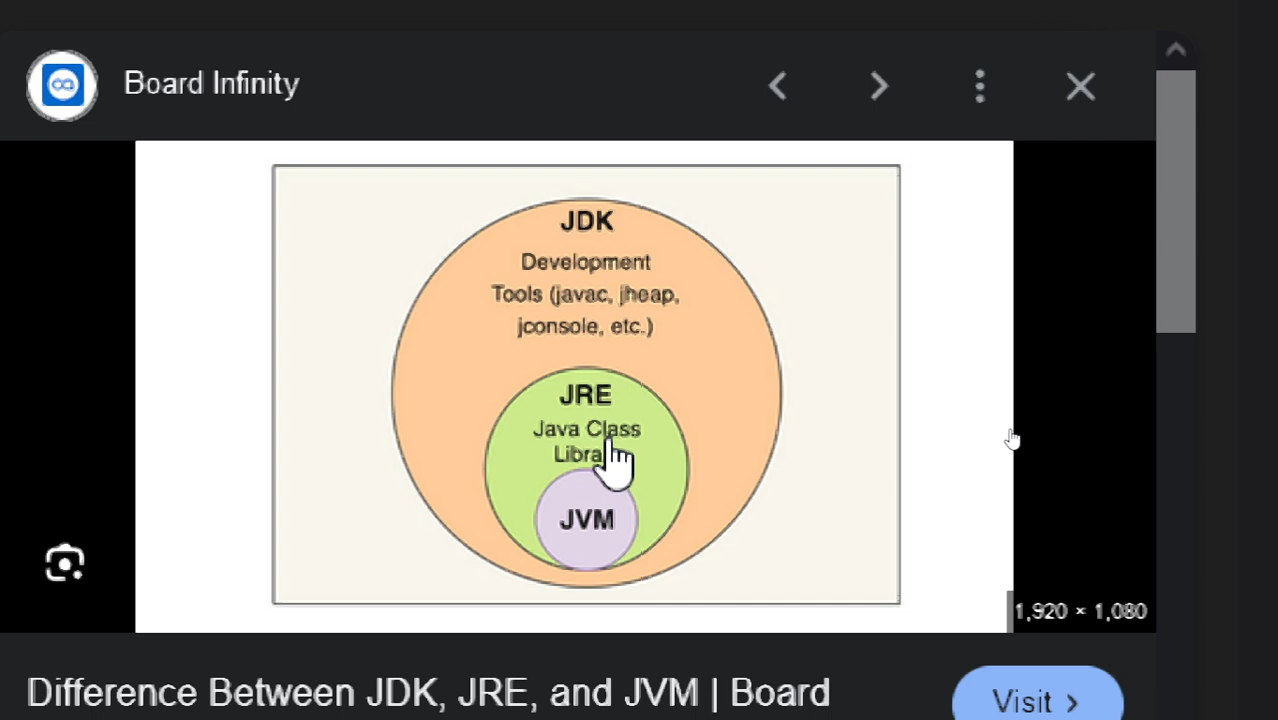 Board Infinity
JDK
Development
Tools (javac, jheap,
jconsole, etc.)
JRE
Java Class
JVM
1,920 × 1,080
Difference Between JDK, JRE, and JVM | Board
Visit